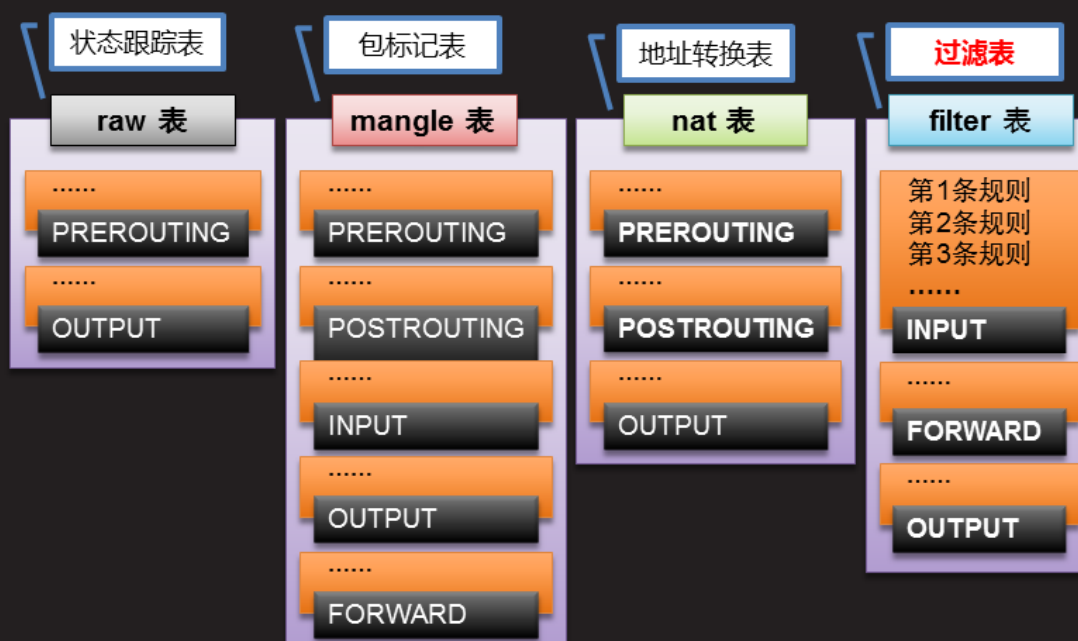 状态跟踪表
包标记表
地址转换表
过滤表
raw 表
mangle 表
nat 表
filter 表
......
PREROUTING
......
OUTPUT
......
PREROUTING
......
POSTROUTING
......
INPUT
......
OUTPUT
......
FORWARD
......
PREROUTING
......
POSTROUTING
......
OUTPUT
第1条规则
第2条规则
第3条规则
......
INPUT
......
FORWARD
......
OUTPUT